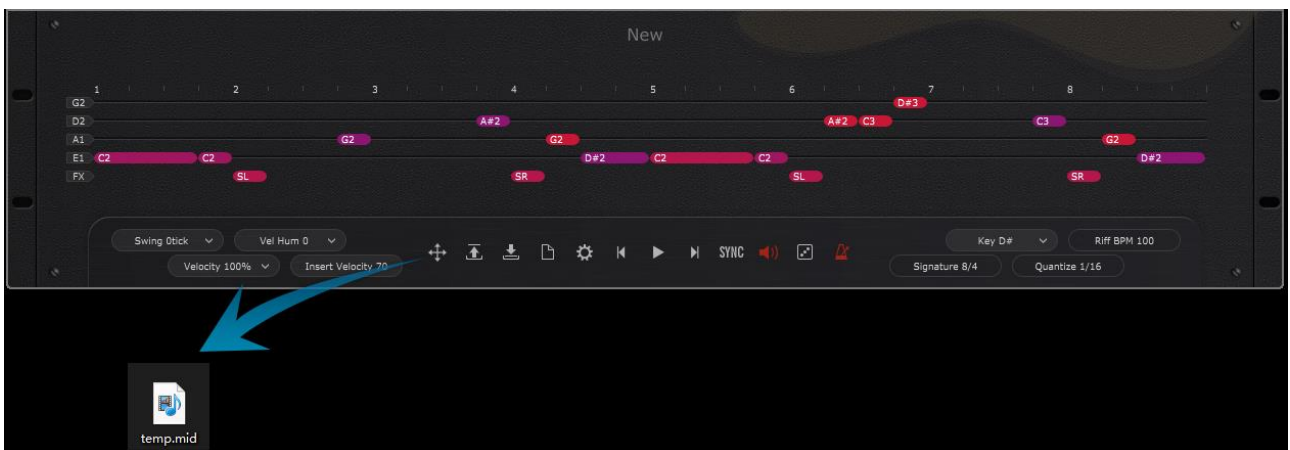 New
1 2 3 4 5 6 7 8
G2 D#3
D2 A#2 A#2 C3 C3
A1 G2 G2 G2
E1 C2 C2 D#2 C2 C2 D#2
FX SL SR SL SR
Swing 0tick Vel Hum 0 Key D# Riff BPM 100
SYNC
Velocity 100% Insert Velocity 70 Signature 8/4 Quantize 1/16
temp.mid